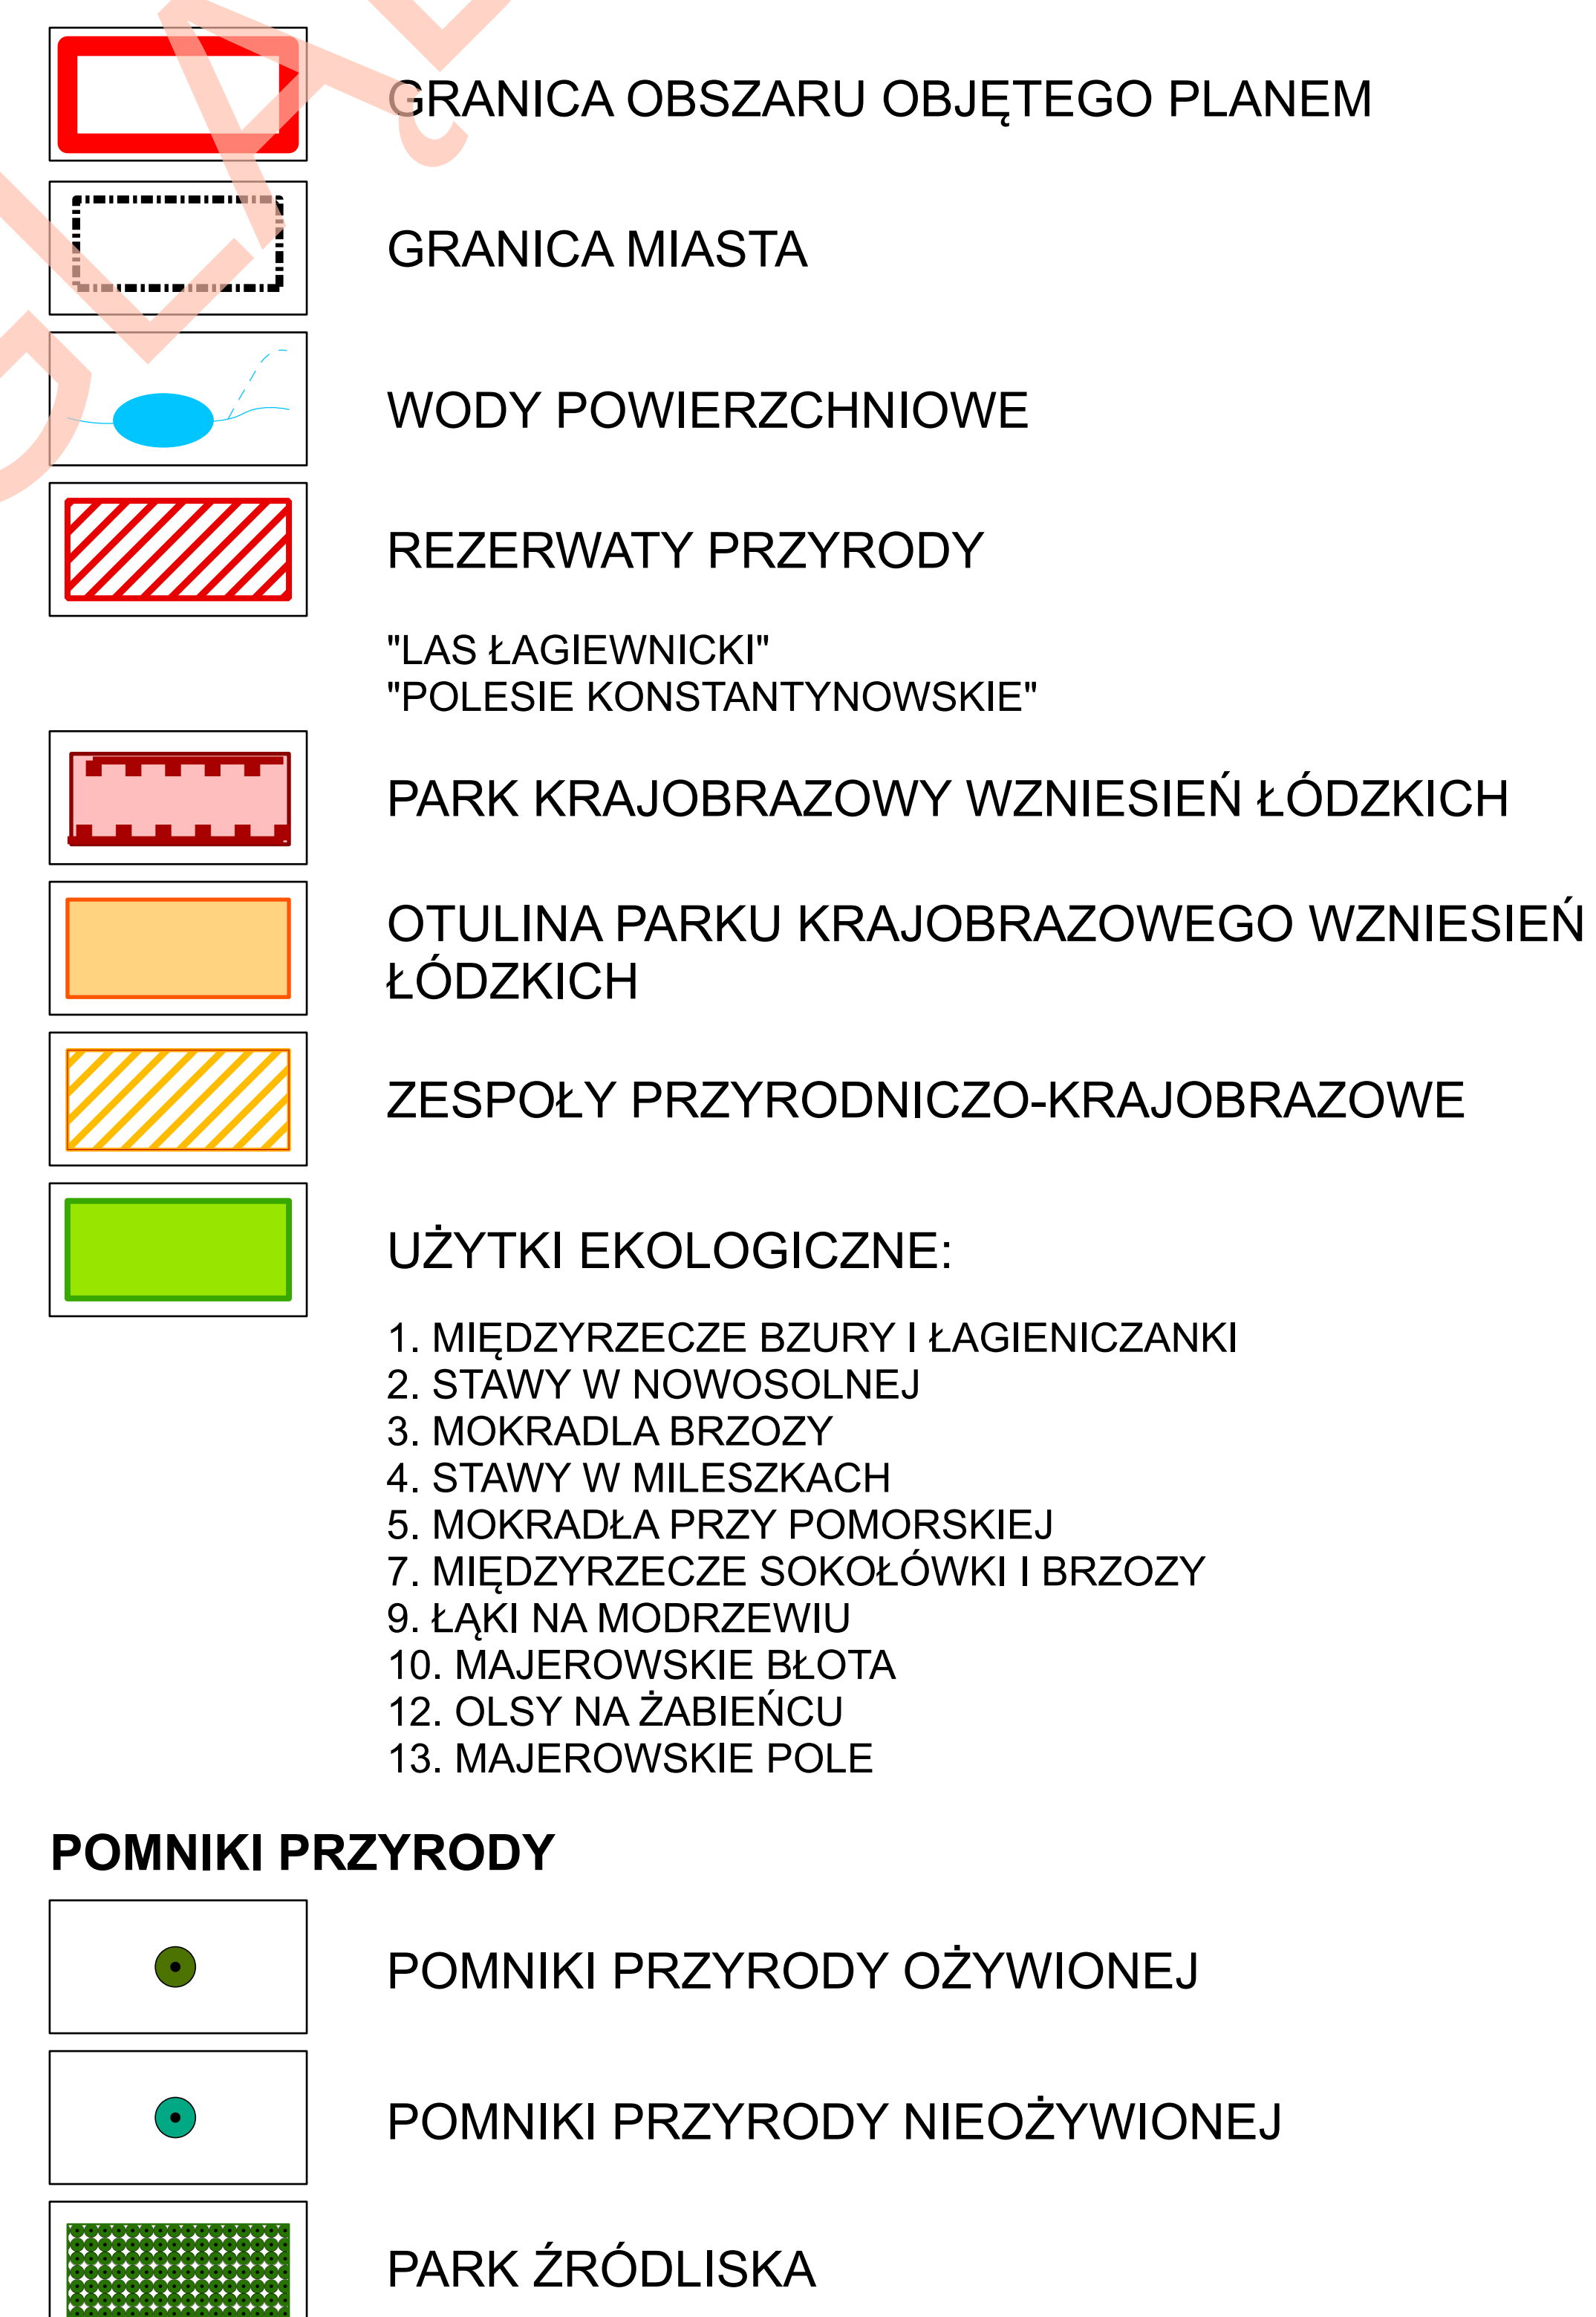 GRANICA OBSZARU OBJĘTEGO PLANEM
GRANICA MIASTA
WODY POWIERZCHNIOWE
REZERWATY PRZYRODY
"LAS ŁAGIEWNICKI"
"POLESIE KONSTANTYNOWSKIE"
PARK KRAJOBRAZOWY WZNIESIEŃ ŁÓDZKICH
OTULINA PARKU KRAJOBRAZOWEGO WZNIESIEŃ
ŁÓDZKICH
ZESPOŁY PRZYRODNICZO-KRAJOBRAZOWE
UŻYTKI EKOLOGICZNE:
1. MIĘDZYRZECZE BZURY I ŁAGIENICZANKI
2. STAWY W NOWOSOLNEJ
3. MOKRADLA BRZOZY
4. STAWY W MILESZKACH
5. MOKRADŁA PRZY POMORSKIEJ
7. MIĘDZYRZECZE SOKOŁÓWKI I BRZOZY
9. ŁĄKI NA MODRZEWIU
10. MAJEROWSKIE BŁOTA
12. OLSY NA ŻABIEŃCU
13. MAJEROWSKIE POLE
POMNIKI PRZYRODY
POMNIKI PRZYRODY OŻYWIONEJ
POMNIKI PRZYRODY NIEOŻYWIONEJ
PARK ŹRÓDLISKA